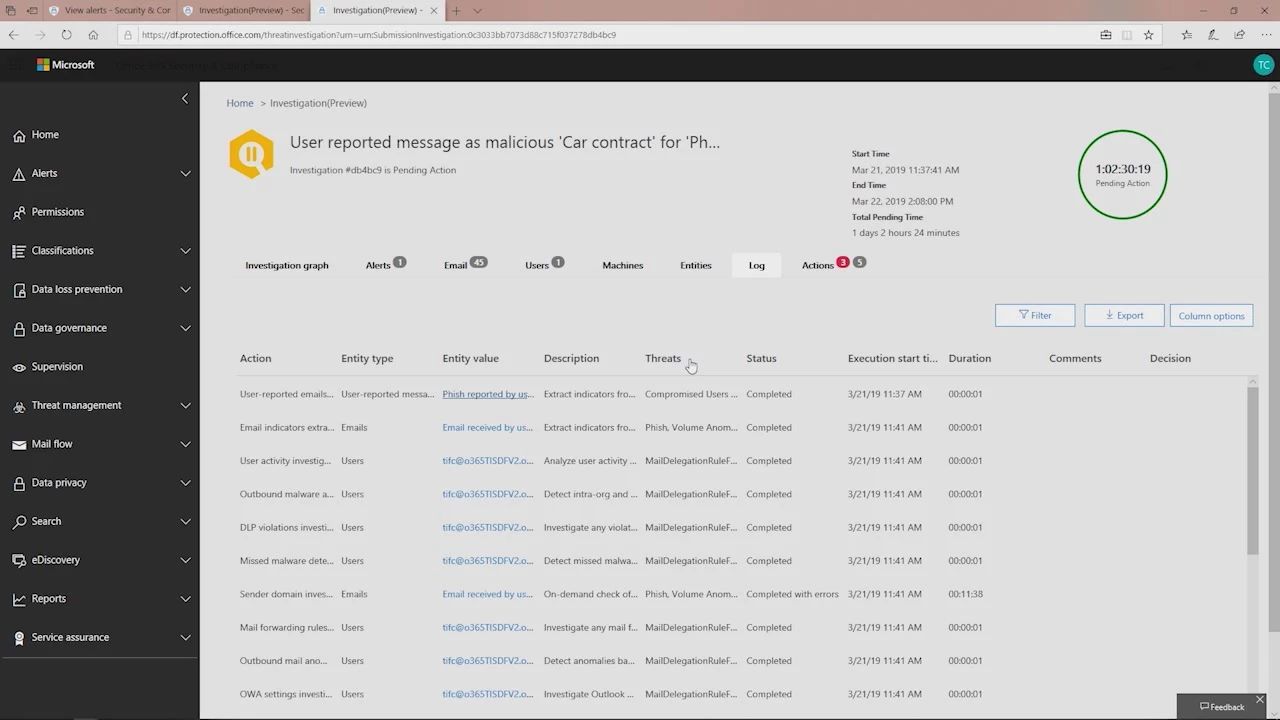 View alerts - Security & Cor
Investigation(Preview) - Sec
Investigation(Preview) -
https://df.protection.office.com/threatinvestigation?urn=urn:SubmissionInvestigation:0c3033bb7073d88c715f037278db4bc9
Microsoft
Office 365 Security & Compliance
TC
Home
Alerts
Permissions
Classifications
Data loss prevention
Data governance
Supervision
Threat management
Mail flow
Data privacy
Search
eDiscovery
Reports
Service assurance
Home > Investigation(Preview)
User reported message as malicious 'Car contract' for 'Ph...
Investigation #db4bc9 is Pending Action
Start Time
Mar 21, 2019 11:37:41 AM
End Time
Mar 22, 2019 2:08:00 PM
Total Pending Time
1 days 2 hours 24 minutes
1:02:30:19
Pending Action
Investigation graph Alerts 1 Email 45 Users 1 Machines Entities Log Actions 3 5
Filter Export Column options
Action Entity type Entity value Description Threats Status Execution start ti... Duration Comments Decision
User-reported emails... User-reported messa... Phish reported by us... Extract indicators fro... Compromised Users ... Completed 3/21/19 11:37 AM 00:00:01
Email indicators extra... Emails Email received by us... Extract indicators fro... Phish, Volume Anom... Completed 3/21/19 11:41 AM 00:00:01
User activity investig... Users tifc@o365TISDFV2.o... Analyze user activity ... MailDelegationRuleF... Completed 3/21/19 11:41 AM 00:00:01
Outbound malware a... Users tifc@o365TISDFV2.o... Detect intra-org and ... MailDelegationRuleF... Completed 3/21/19 11:41 AM 00:00:01
DLP violations investi... Users tifc@o365TISDFV2.o... Investigate any violat... MailDelegationRuleF... Completed 3/21/19 11:41 AM 00:00:01
Missed malware dete... Users tifc@o365TISDFV2.o... Detect missed malwa... MailDelegationRuleF... Completed 3/21/19 11:41 AM 00:00:01
Sender domain inves... Emails Email received by us... On-demand check of... Phish, Volume Anom... Completed with errors 3/21/19 11:41 AM 00:11:38
Mail forwarding rules... Users tifc@o365TISDFV2.o... Investigate any mail f... MailDelegationRuleF... Completed 3/21/19 11:41 AM 00:00:01
Outbound mail ano... Users tifc@o365TISDFV2.o... Detect anomalies ba... MailDelegationRuleF... Completed 3/21/19 11:41 AM 00:00:01
OWA settings investi... Users tifc@o365TISDFV2.o... Investigate Outlook ... MailDelegationRuleF... Completed 3/21/19 11:41 AM 00:00:01
Feedback